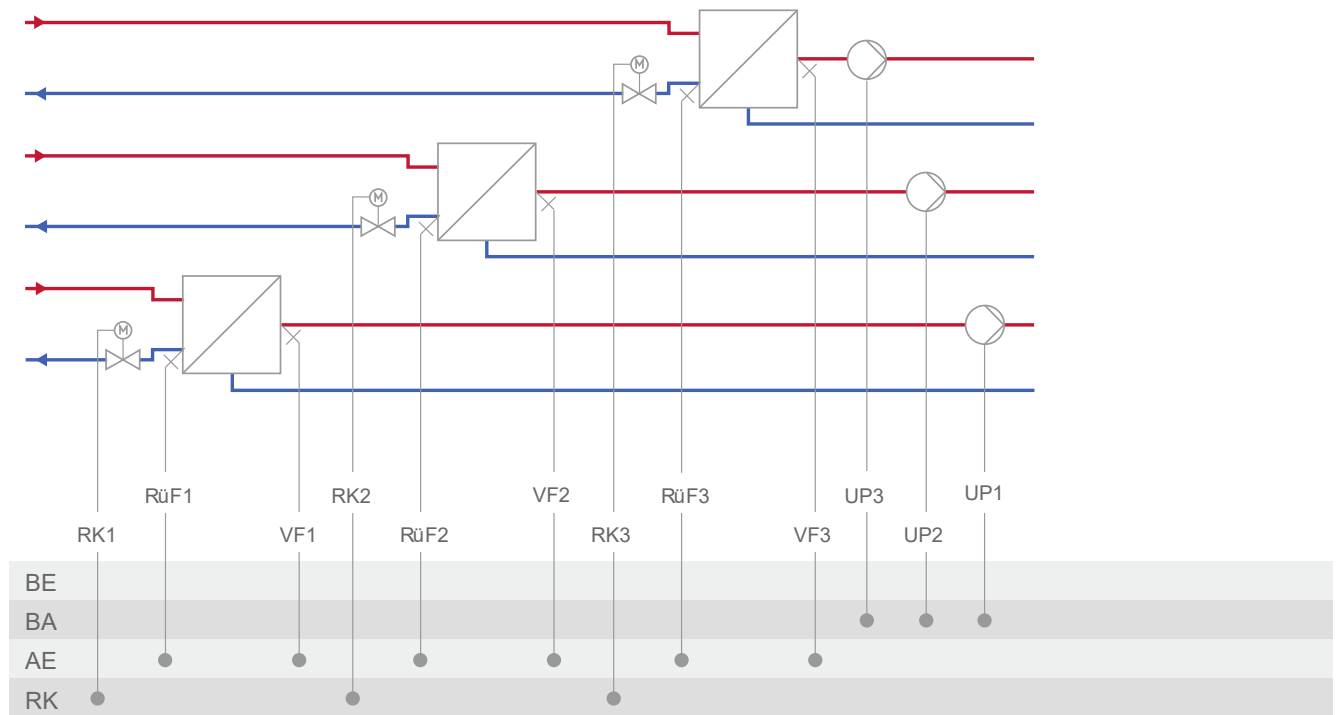 M
M
M
RüF1 RK2 VF2 RüF3 UP3 UP1
RK1 VF1 RüF2 RK3 VF3 UP2
BE
BA
AE
RK